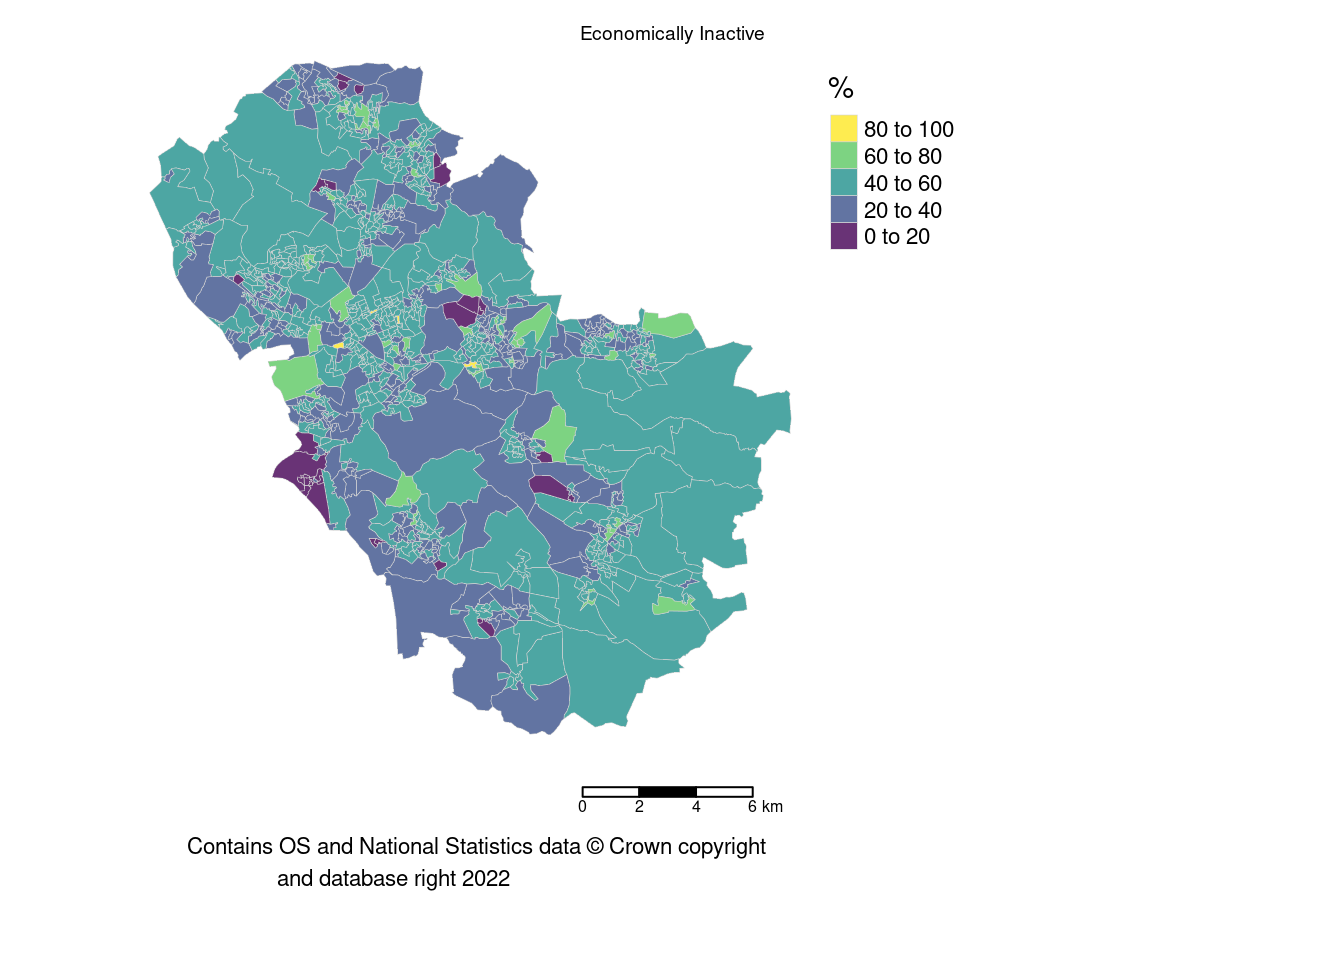 Economically Inactive
%
80 to 100
60 to 80
40 to 60
20 to 40
0 to 20
0 2 4 6 km
Contains OS and National Statistics data © Crown copyright
and database right 2022